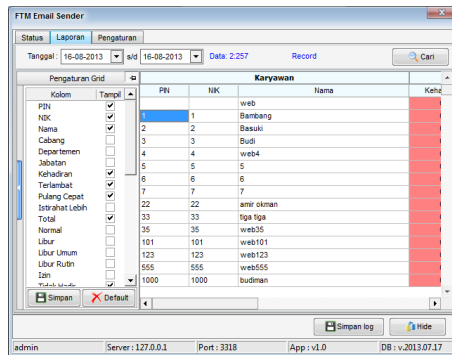 FTM Email Sender
Status Laporan Pengaturan
Tanggal : 16-08-2013 s/d 16-08-2013 Data: 2:257 Record Cari
Pengaturan Grid
Kolom Tampil
PIN
NIK
Nama
Cabang
Departemen
Jabatan
Kehadiran
Terlambat
Pulang Cepat
Istirahat Lebih
Total
Normal
Libur
Libur Umum
Libur Rutin
Izin
Tidak Hadir
Simpan Default
Karyawan
PIN NIK Nama Keha
web
1 1 Bambang
2 2 Basuki
3 3 Budi
4 4 web4
5 5 5
6 6 6
7 7 7
22 22 amir okman
33 33 tiga tiga
35 35 web35
101 101 web101
123 123 web123
555 555 web555
1000 1000 budiman
Simpan log Hide
admin Server : 127.0.0.1 Port : 3318 App : v1.0 DB : v.2013.07.17